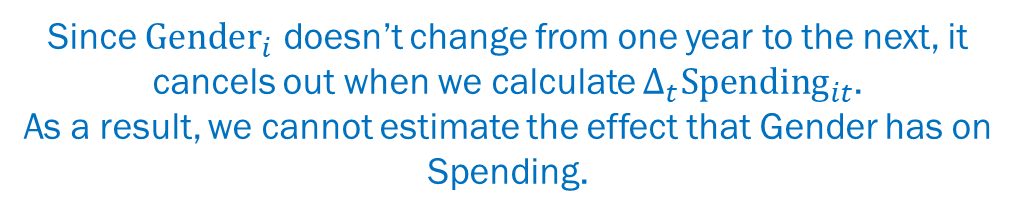 Since Genderᵢ doesn’t change from one year to the next, it
cancels out when we calculate ΔₜSpendingᵢₜ.
As a result, we cannot estimate the effect that Gender has on
Spending.